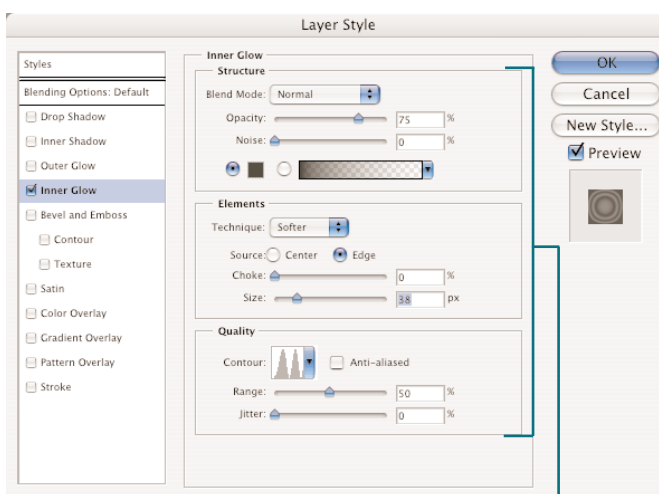 Layer Style
Styles
Blending Options: Default
Drop Shadow
Inner Shadow
Outer Glow
Inner Glow
Bevel and Emboss
Contour
Texture
Satin
Color Overlay
Gradient Overlay
Pattern Overlay
Stroke
Inner Glow
Structure
Blend Mode: Normal
Opacity: 75 %
Noise: 0 %
Elements
Technique: Softer
Source: Center Edge
Choke: 0 %
Size: 38 px
Quality
Contour: Anti-aliased
Range: 50 %
Jitter: 0 %
OK
Cancel
New Style...
Preview